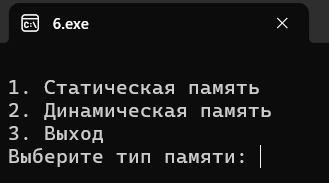 6.exe
1. Статическая память
2. Динамическая память
3. Выход
Выберите тип памяти: